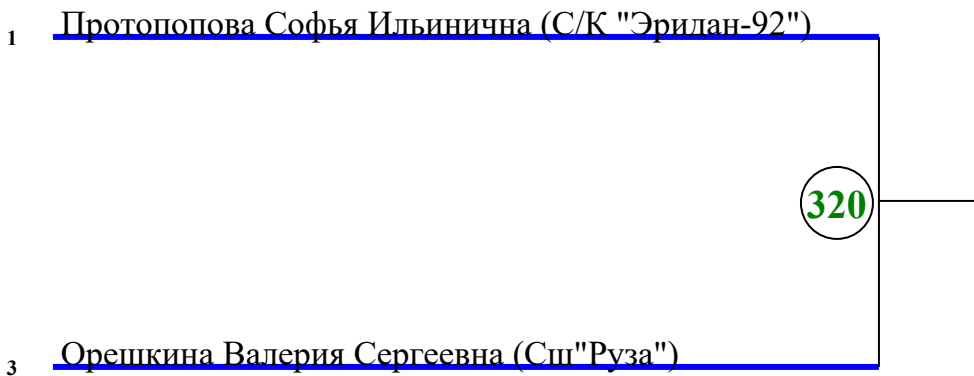 1 Протопопова Софья Ильинична (С/К "Эридан-92")
320
3 Орешкина Валерия Сергеевна (Сш"Руза")